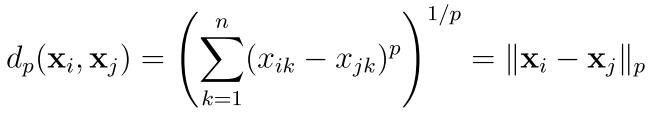 $d_p(\mathbf{x}_i, \mathbf{x}_j) = \left( \sum_{k=1}^{n} (x_{ik} - x_{jk})^p \right)^{1/p} = \|\mathbf{x}_i - \mathbf{x}_j\|_p$